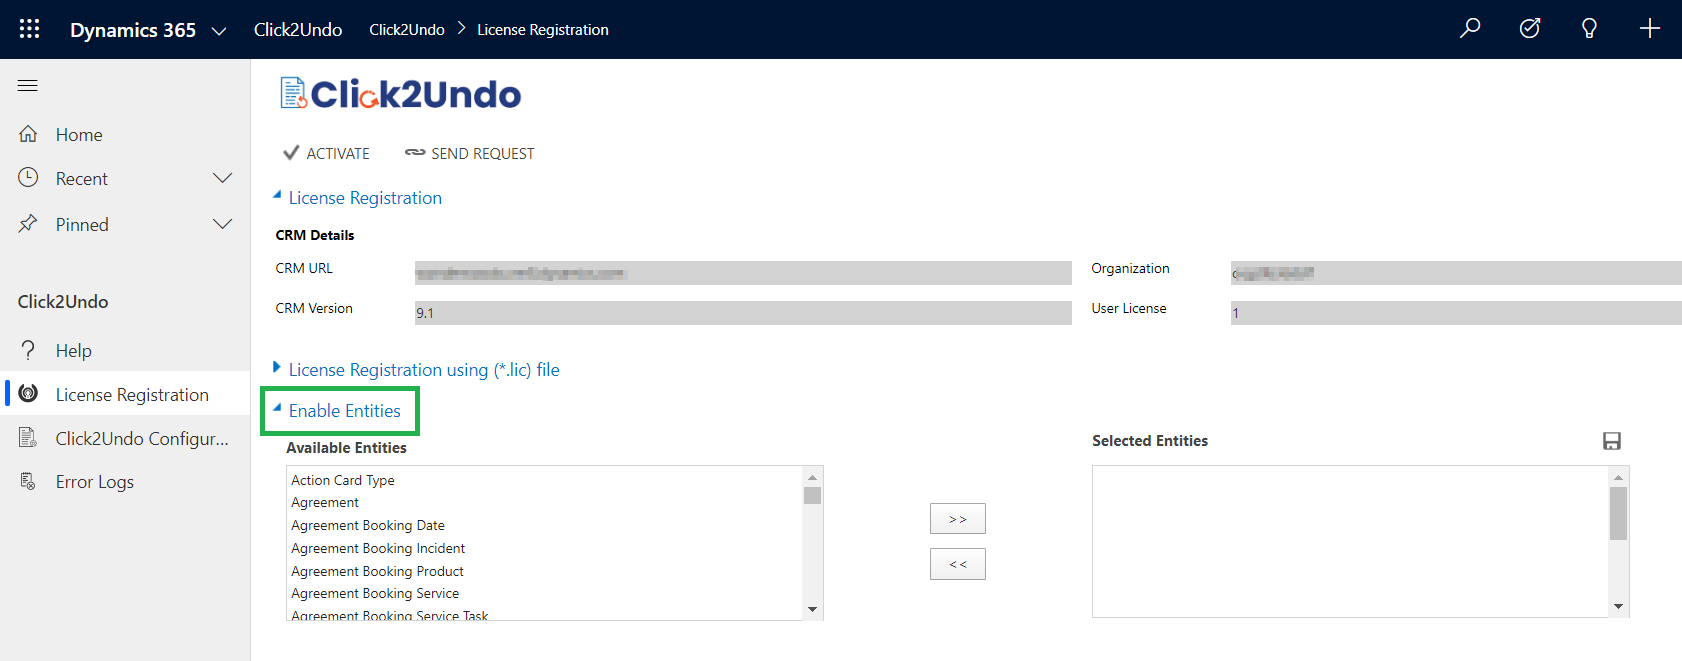 Dynamics 365
Click2Undo
Click2Undo > License Registration
Home
Recent
Pinned
Click2Undo
Help
License Registration
Click2Undo Configur...
Error Logs
Click2Undo
ACTIVATE
SEND REQUEST
License Registration
CRM Details
CRM URL
Organization
CRM Version
9.1
User License
1
License Registration using (*.lic) file
Enable Entities
Available Entities
Action Card Type
Agreement
Agreement Booking Date
Agreement Booking Incident
Agreement Booking Product
Agreement Booking Service
Agreement Booking Service Task
>>
<<
Selected Entities